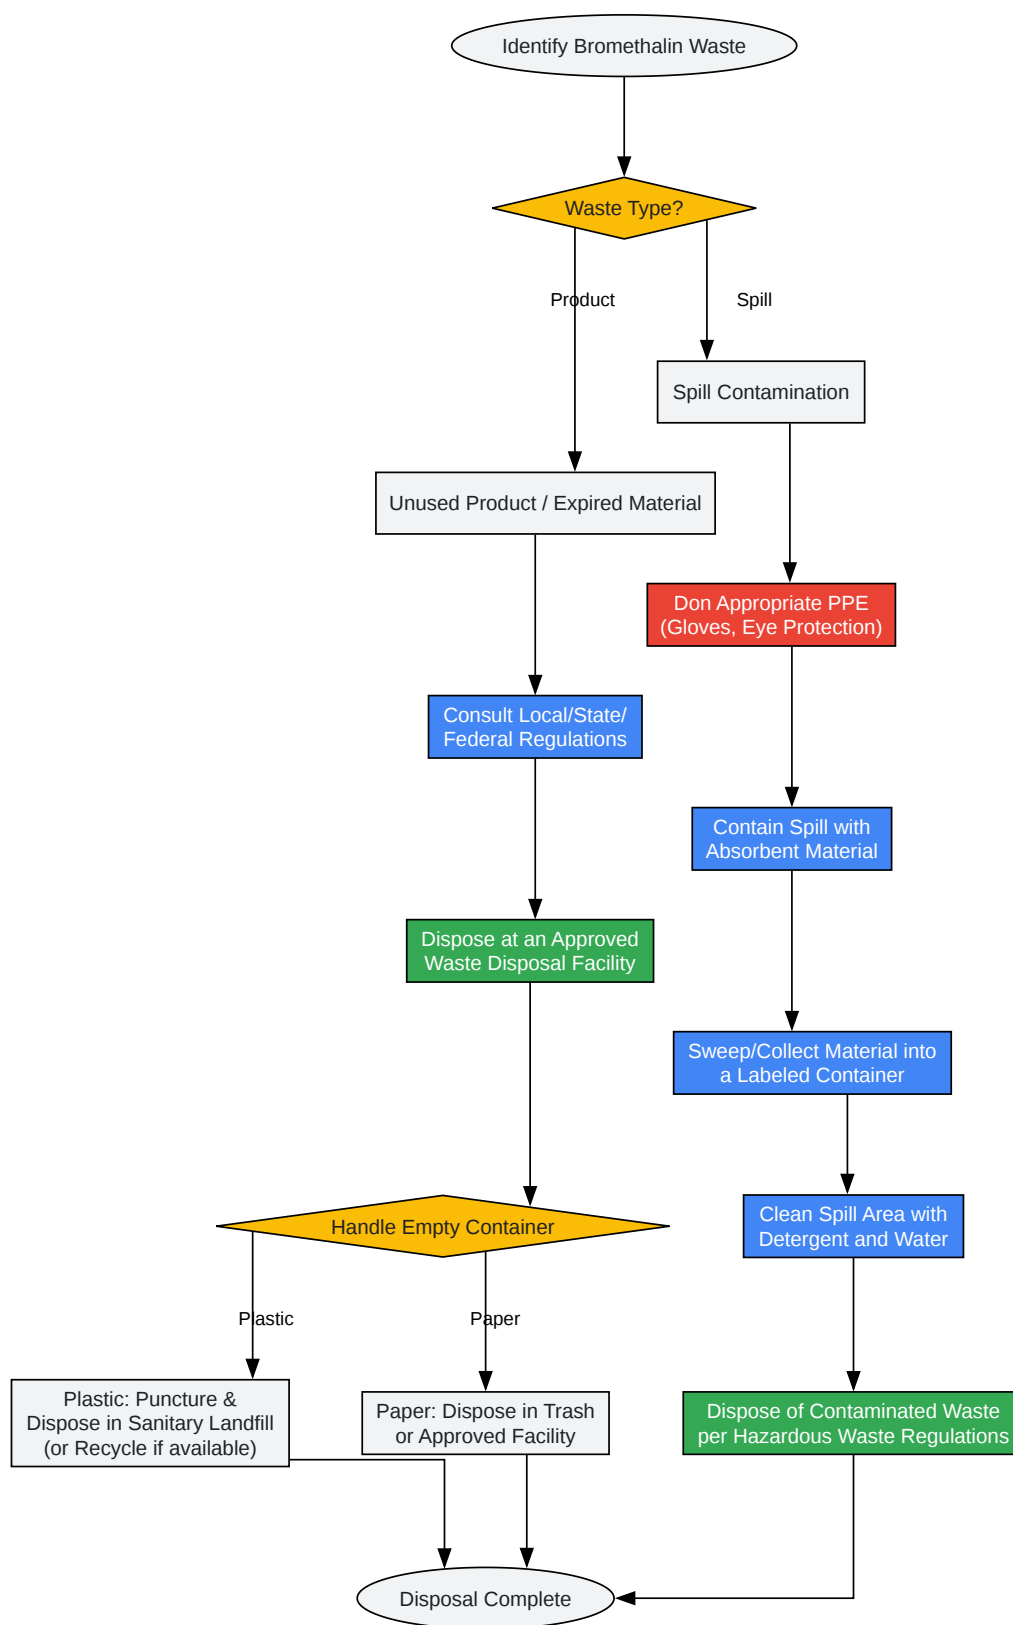 Identify Bromethalin Waste
Waste Type?
Product
Spill
Spill Contamination
Unused Product / Expired Material
Don Appropriate PPE
(Gloves, Eye Protection)
Consult Local/State/
Federal Regulations
Contain Spill with
Absorbent Material
Dispose at an Approved
Waste Disposal Facility
Sweep/Collect Material into
a Labeled Container
Handle Empty Container
Clean Spill Area with
Detergent and Water
Plastic
Paper
Plastic: Puncture &
Dispose in Sanitary Landfill
(or Recycle if available)
Paper: Dispose in Trash
or Approved Facility
Dispose of Contaminated Waste
per Hazardous Waste Regulations
Disposal Complete